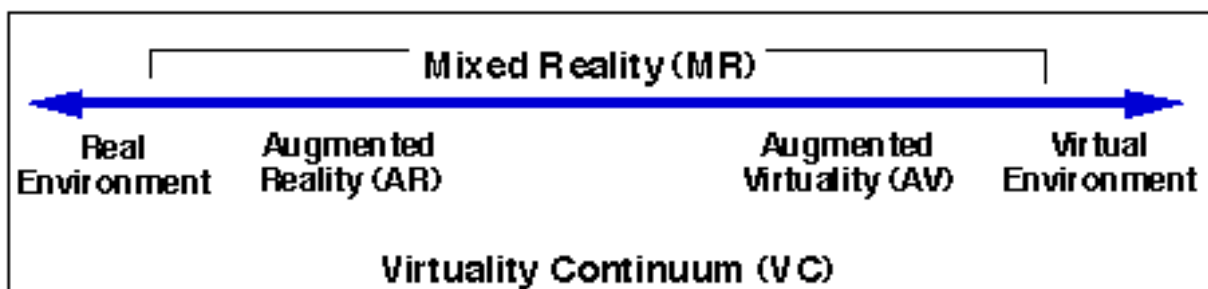 Mixed Reality (MR)
Real Environment
Augmented Reality (AR)
Augmented Virtuality (AV)
Virtual Environment
Virtuality Continuum (VC)